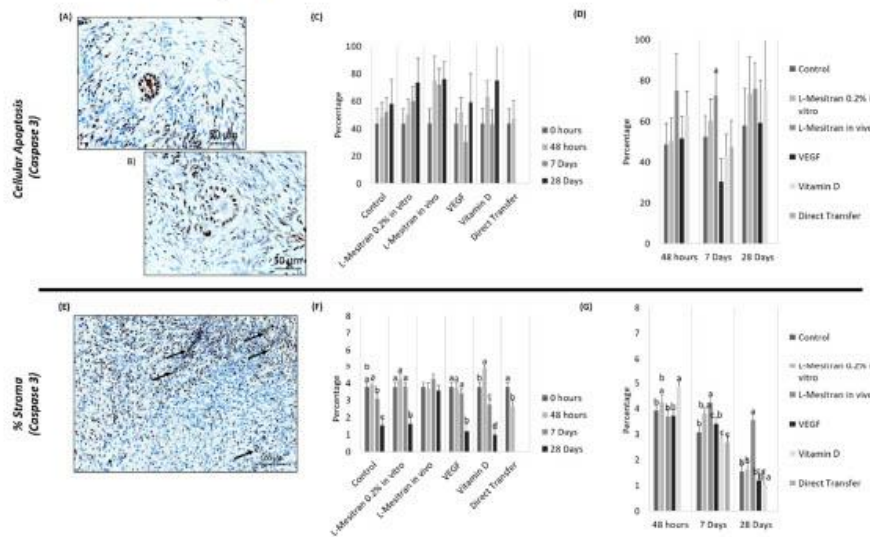 Cellular Apoptosis
(Caspase 3)
(A)
50 µm
B)
50 µm
(C)
Percentage
100
80
60
40
20
0
Control
L-Mesitran 0.2% in vitro
L-Mesitran in vivo
VEGF
Vitamin D
Direct Transfer
0 hours
48 hours
7 Days
28 Days
(D)
Percentage
100
80
60
40
20
0
a
48 hours
7 Days
28 Days
Control
L-Mesitran 0.2% in
vitro
L-Mesitran in vivo
VEGF
Vitamin D
Direct Transfer
% Stroma
(Caspase 3)
(E)
(F)
Percentage
8
7
6
5
4
3
2
1
0
Control
L-Mesitran 0.2% in vitro
L-Mesitran in vivo
VEGF
Vitamin D
Direct Transfer
0 hours
48 hours
7 Days
28 Days
(G)
Percentage
8
7
6
5
4
3
2
1
0
48 hours
7 Days
28 Days
Control
L-Mesitran 0.2% in
vitro
L-Mesitran in vivo
VEGF
Vitamin D
Direct Transfer